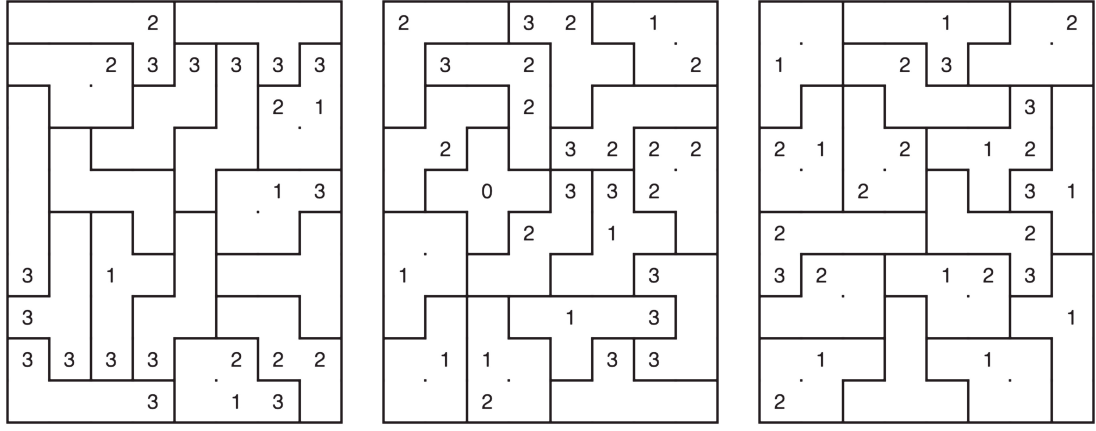 2 2 3 2 1 1 2
2 3 3 3 3 3 3 2 2 1 2 3
2 1 2 3
2 3 2 2 2 2 1 2 1 2
1 3 0 3 3 2 2 3 1
2 1 2 2
3 1 1 3 3 2 1 2 3
3 1 3 1
3 3 3 3 2 2 2 1 1 3 3 1 1
3 1 3 2 2